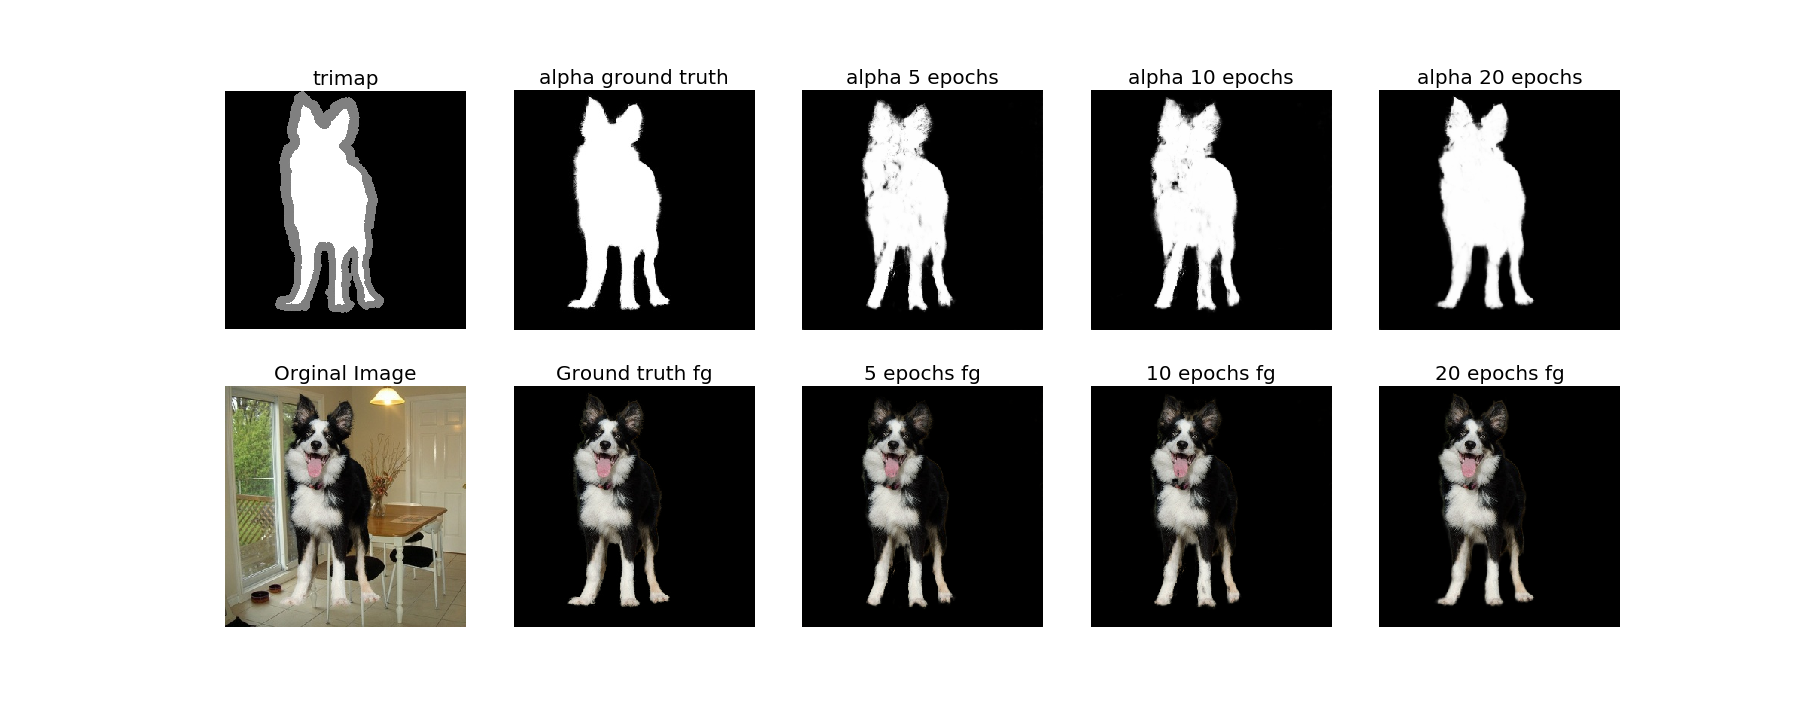 trimap
alpha ground truth
alpha 5 epochs
alpha 10 epochs
alpha 20 epochs
Orginal Image
Ground truth fg
5 epochs fg
10 epochs fg
20 epochs fg